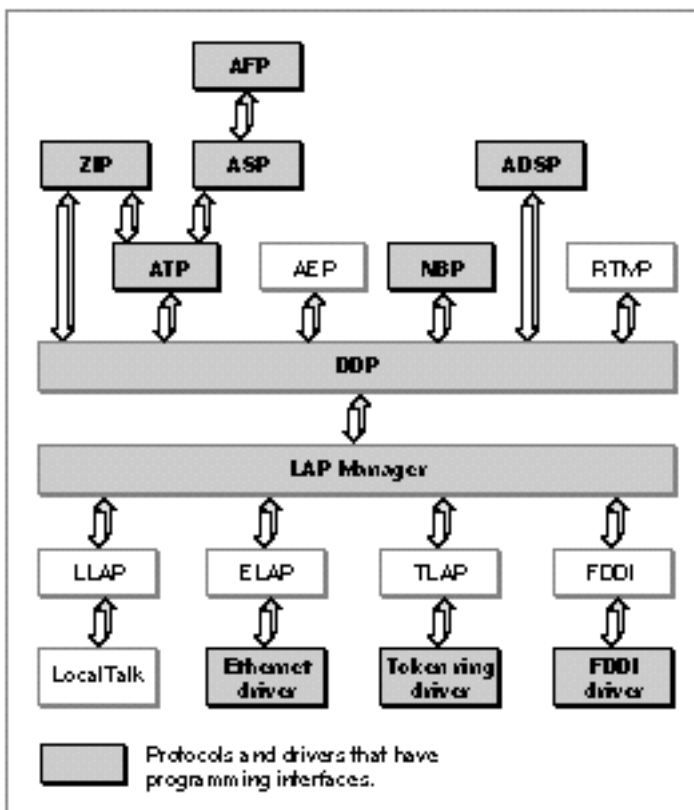 AFP
ZIP
ASP
ADSP
ATP
AEP
NBP
RTMP
DDP
LAP Manager
LLAP
ELAP
TLAP
FDDI
LocalTalk
Ethernet
driver
Token ring
driver
FDDI
driver
Protocols and drivers that have
programming interfaces.